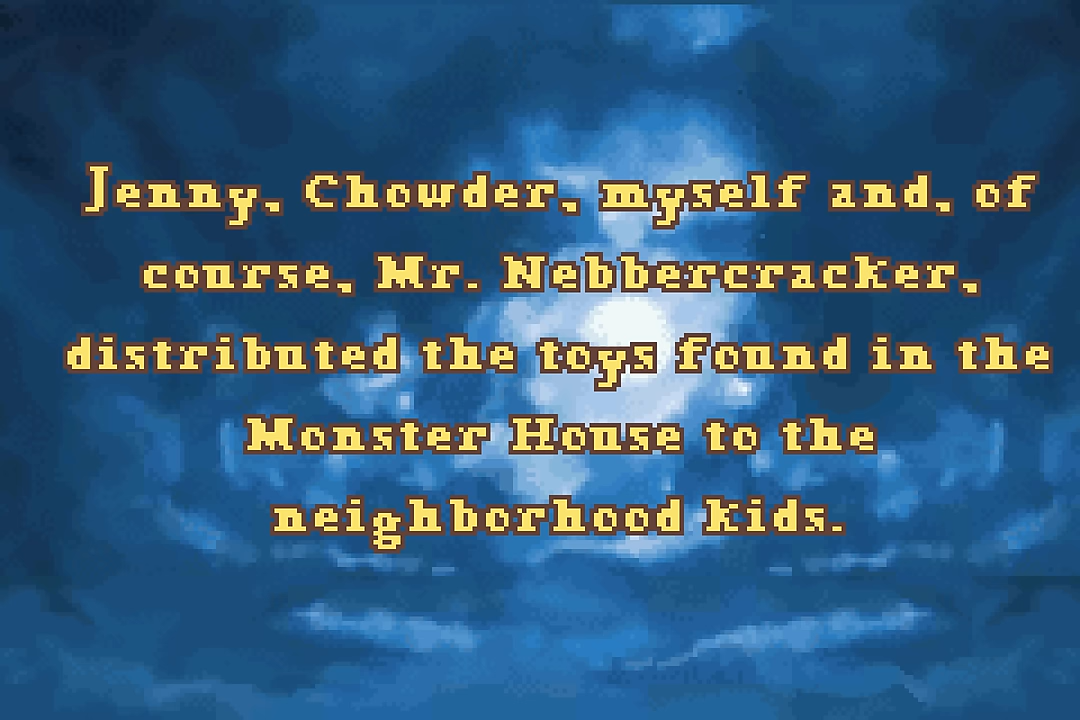 Jenny, Chowder, myself and, of
course, Mr. Nebbercracker,
distributed the toys found in the
Monster House to the
neighborhood kids.